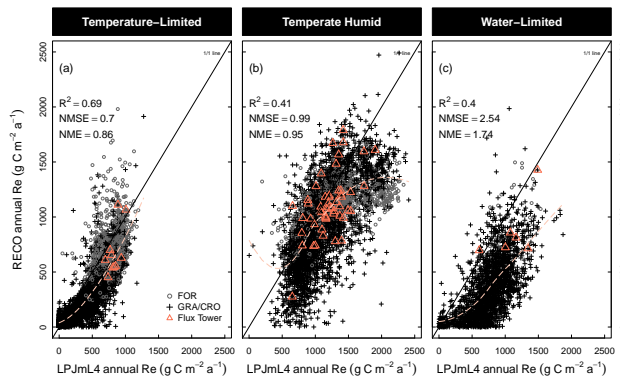 Temperature−Limited
Temperate Humid
Water−Limited
RECO annual Re (g C m−2 a−1)
2500
2000
1500
1000
500
0
(a)
1/1 line
R2 = 0.69
NMSE = 0.7
NME = 0.86
FOR
GRA/CRO
Flux Tower
0 500 1000 1500 2000 2500
LPJmL4 annual Re (g C m−2 a−1)
(b)
1/1 line
R2 = 0.41
NMSE = 0.99
NME = 0.95
0 500 1000 1500 2000 2500
LPJmL4 annual Re (g C m−2 a−1)
(c)
1/1 line
R2 = 0.4
NMSE = 2.54
NME = 1.74
0 500 1000 1500 2000 2500
LPJmL4 annual Re (g C m−2 a−1)